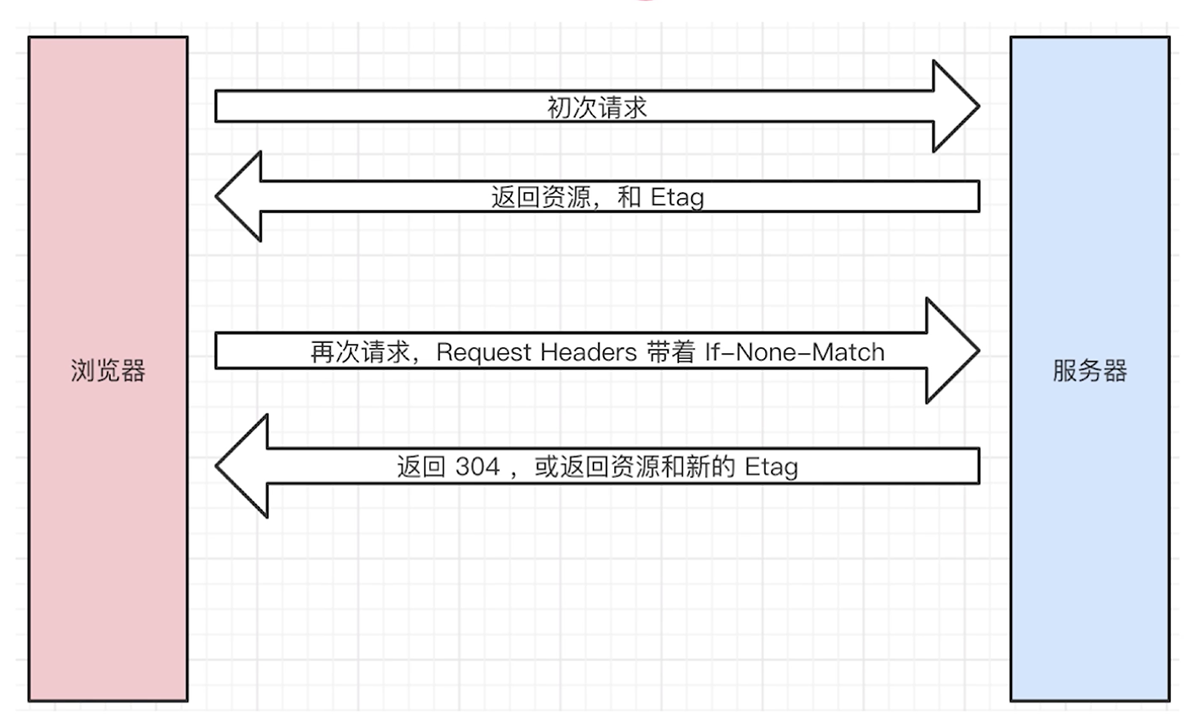 初次请求
返回资源，和 Etag
再次请求，Request Headers 带着 If-None-Match
返回 304 ，或返回资源和新的 Etag
浏览器
服务器